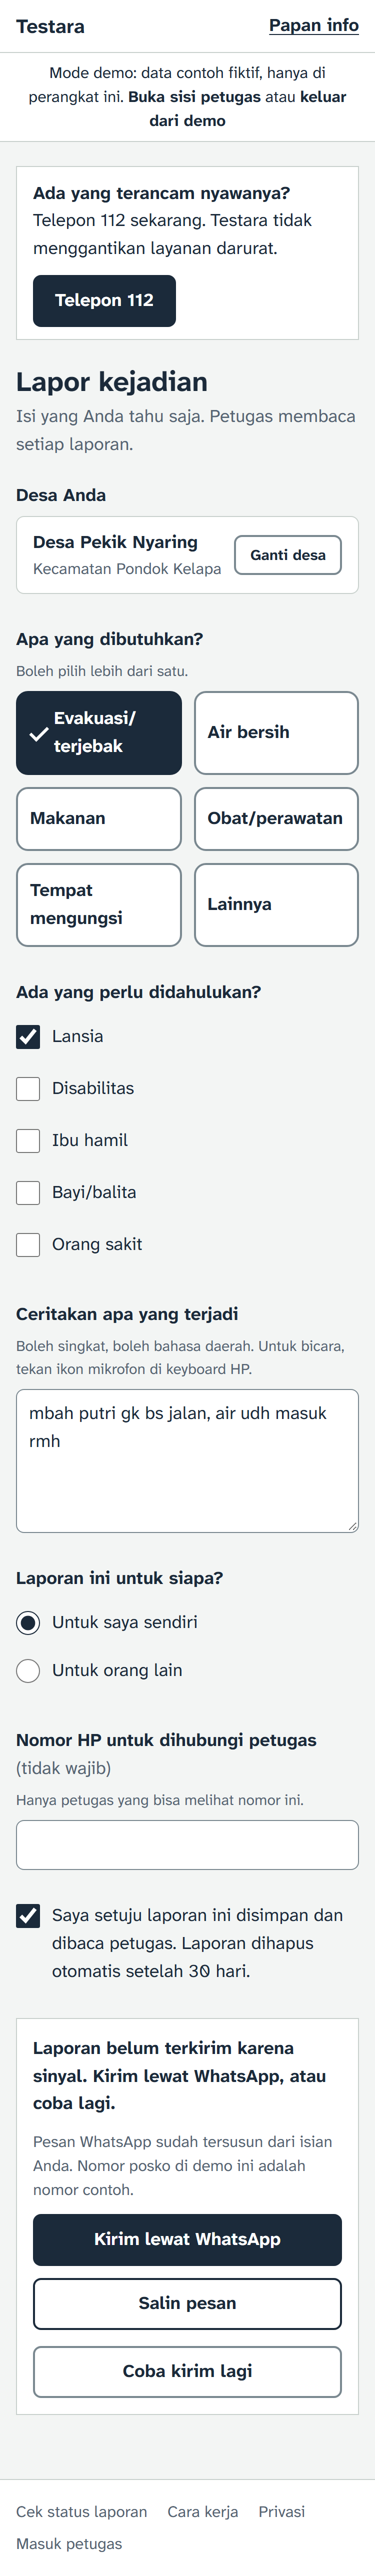 Testara
Papan info
Mode demo: data contoh fiktif, hanya di
perangkat ini. Buka sisi petugas atau keluar
dari demo
Ada yang terancam nyawanya?
Telepon 112 sekarang. Testara tidak
menggantikan layanan darurat.
Telepon 112
Lapor kejadian
Isi yang Anda tahu saja. Petugas membaca
setiap laporan.
Desa Anda
Desa Pekik Nyaring
Kecamatan Pondok Kelapa
Ganti desa
Apa yang dibutuhkan?
Boleh pilih lebih dari satu.
Evakuasi/
terjebak
Air bersih
Makanan
Obat/perawatan
Tempat
mengungsi
Lainnya
Ada yang perlu didahulukan?
Lansia
Disabilitas
Ibu hamil
Bayi/balita
Orang sakit
Ceritakan apa yang terjadi
Boleh singkat, boleh bahasa daerah. Untuk bicara,
tekan ikon mikrofon di keyboard HP.
mbah putri gk bs jalan, air udh masuk
rmh
Laporan ini untuk siapa?
Untuk saya sendiri
Untuk orang lain
Nomor HP untuk dihubungi petugas
(tidak wajib)
Hanya petugas yang bisa melihat nomor ini.
Saya setuju laporan ini disimpan dan
dibaca petugas. Laporan dihapus
otomatis setelah 30 hari.
Laporan belum terkirim karena
sinyal. Kirim lewat WhatsApp, atau
coba lagi.
Pesan WhatsApp sudah tersusun dari isian
Anda. Nomor posko di demo ini adalah
nomor contoh.
Kirim lewat WhatsApp
Salin pesan
Coba kirim lagi
Cek status laporan
Cara kerja
Privasi
Masuk petugas